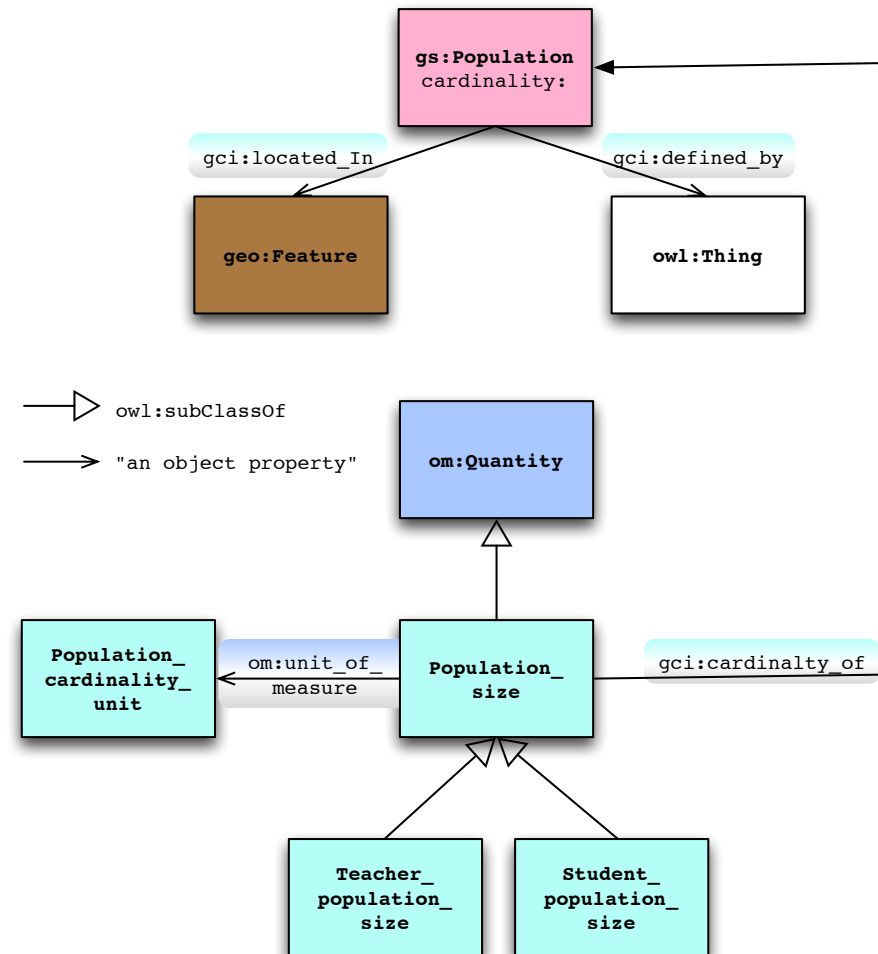 gs:Population
cardinality:
gci:located_In
gci:defined_by
geo:Feature
owl:Thing
owl:subClassOf
"an object property"
om:Quantity
Population_
cardinality_
unit
om:unit_of_
measure
Population_
size
gci:cardinalty_of
Teacher_
population_
size
Student_
population_
size